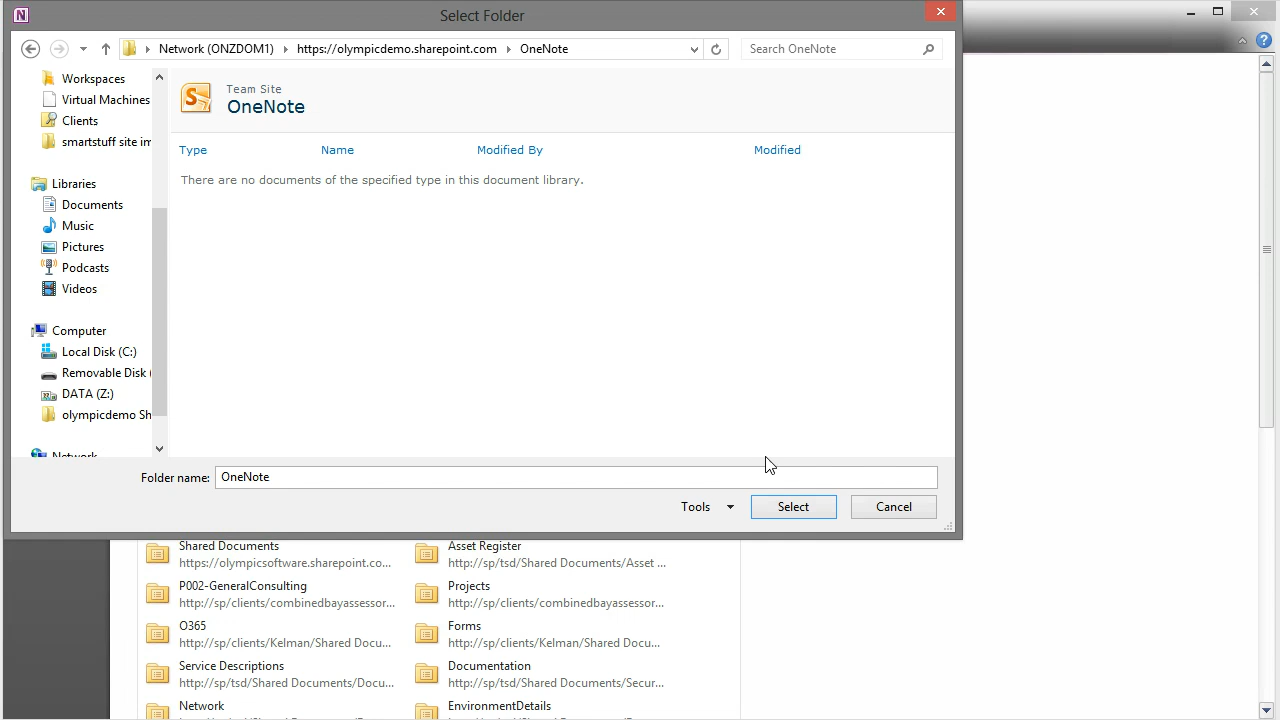 Select Folder
Network (ONZDOM1) https://olympicdemo.sharepoint.com OneNote
Search OneNote
Workspaces
Virtual Machines
Clients
smartstuff site im
Libraries
Documents
Music
Pictures
Podcasts
Videos
Computer
Local Disk (C:)
Removable Disk (
DATA (Z:)
olympicdemo Sh
Network
Team Site
OneNote
Type Name Modified By Modified
There are no documents of the specified type in this document library.
Folder name: OneNote
Tools Select Cancel
Shared Documents
https://olympicsoftware.sharepoint.co...
Asset Register
http://sp/tsd/Shared Documents/Asset ...
P002-GeneralConsulting
http://sp/clients/combinedbayassessor...
Projects
http://sp/clients/combinedbayassessor...
O365
http://sp/clients/Kelman/Shared Docu...
Forms
http://sp/clients/Kelman/Shared Docu...
Service Descriptions
http://sp/tsd/Shared Documents/Docu...
Documentation
http://sp/tsd/Shared Documents/Secur...
Network
EnvironmentDetails